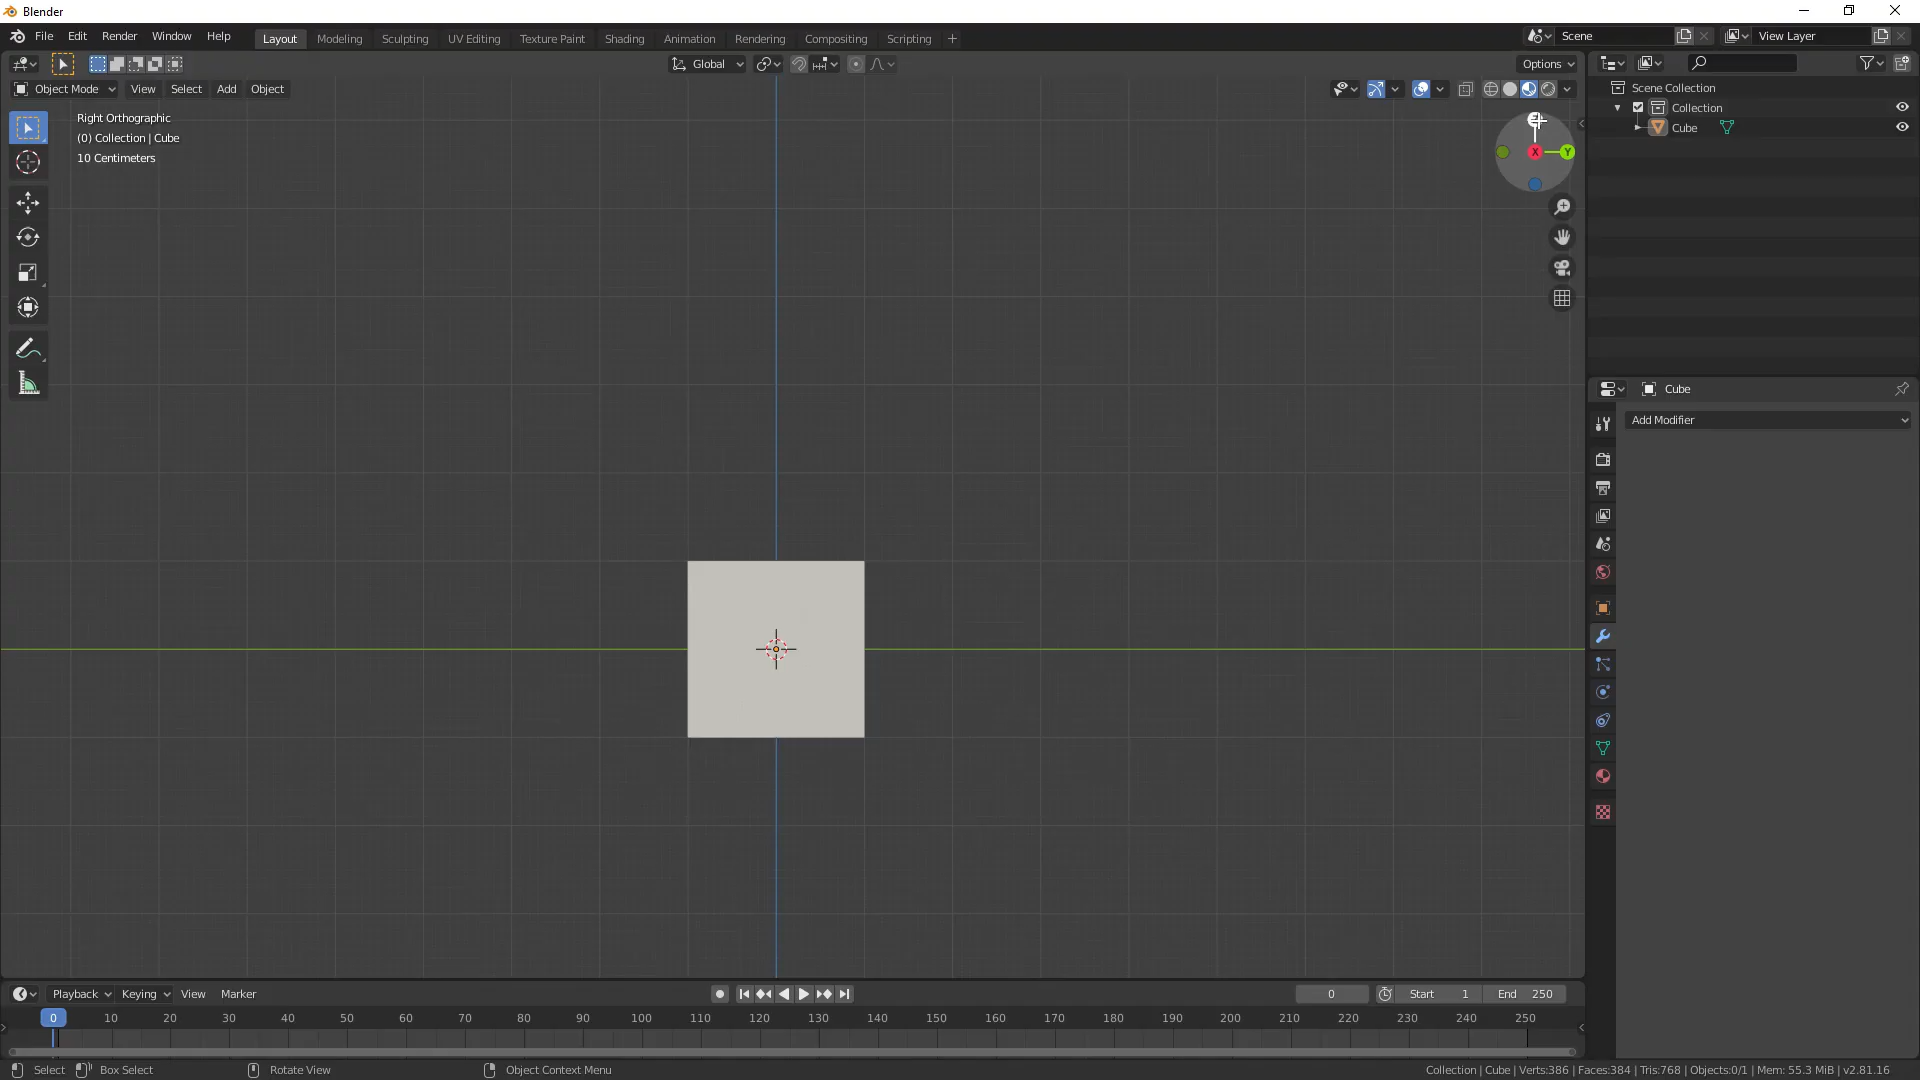 Blender
File Edit Render Window Help
Layout Modeling Sculpting UV Editing Texture Paint Shading Animation Rendering Compositing Scripting +
Scene
View Layer
Global
Options
Object Mode View Select Add Object
Right Orthographic
(0) Collection | Cube
10 Centimeters
X
Y
Scene Collection
Collection
Cube
Cube
Add Modifier
Playback Keying View Marker
0
Start 1
End 250
0 10 20 30 40 50 60 70 80 90 100 110 120 130 140 150 160 170 180 190 200 210 220 230 240 250
Select Box Select Rotate View Object Context Menu
Collection | Cube | Verts:386 | Faces:384 | Tris:768 | Objects:0/1 | Mem: 55.3 MiB | v2.81.16